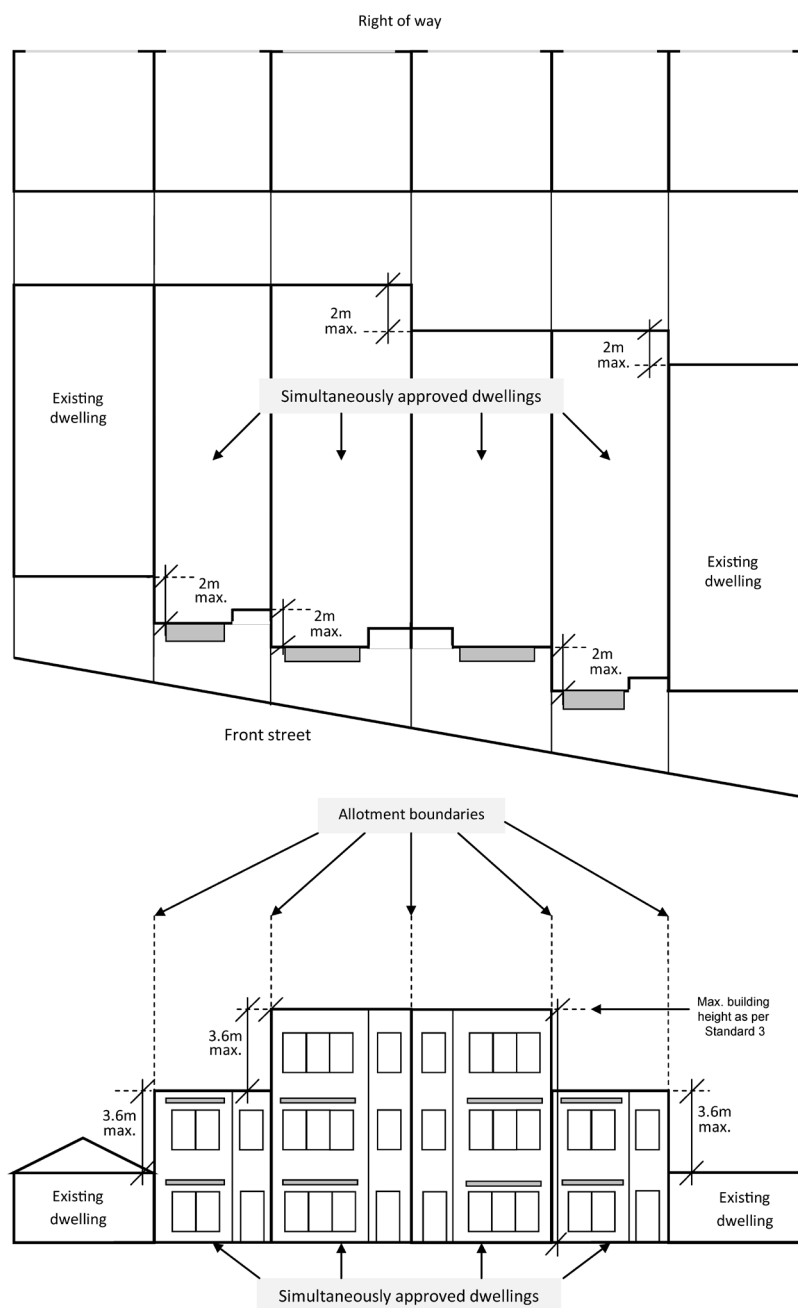 Right of way
2m
max.
2m
max.
Simultaneously approved dwellings
Existing
dwelling
Existing
dwelling
2m
max.
2m
max.
2m
max.
Front street
Allotment boundaries
Max. building
height as per
Standard 3
3.6m
max.
3.6m
max.
3.6m
max.
Existing
dwelling
Existing
dwelling
Simultaneously approved dwellings